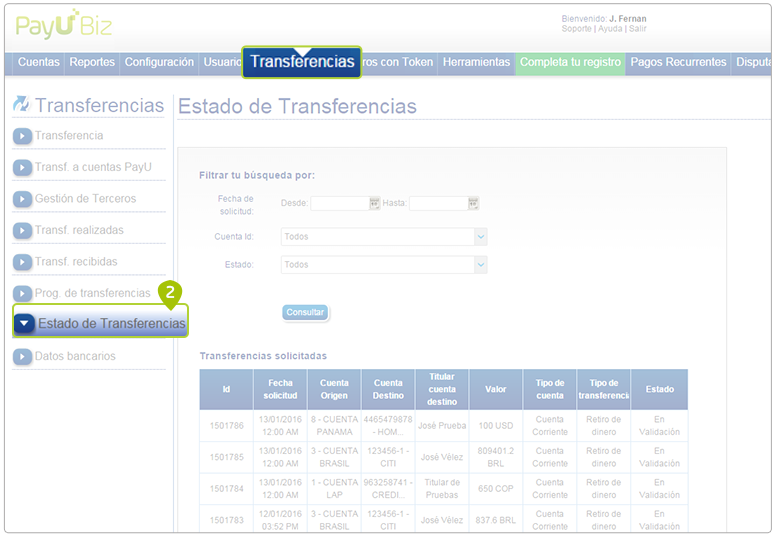 PayU Biz
Bienvenido: J. Fernan
Soporte | Ayuda | Salir
Cuentas Reportes Configuración Usuario Transferencias ros con Token Herramientas Completa tu registro Pagos Recurrentes Disputa
Transferencias
Transferencia
Transf. a cuentas PayU
Gestión de Terceros
Transf. realizadas
Transf. recibidas
Prog. de transferencias
2
Estado de Transferencias
Datos bancarios
Estado de Transferencias
Filtrar tu búsqueda por:
Fecha de
solicitud:
Desde: Hasta:
Cuenta Id: Todos
Estado: Todos
Consultar
Transferencias solicitadas
Id Fecha solicitud Cuenta Origen Cuenta Destino Titular cuenta destino Valor Tipo de cuenta Tipo de transferenci Estado
1501786 13/01/2016 12:00 AM 8 - CUENTA PANAMA 4465479878 - HOM... José Prueba 100 USD Cuenta Corriente Retiro de dinero En Validación
1501785 13/01/2016 12:00 AM 3 - CUENTA BRASIL 123456-1 - CITI José Vélez 809401.2 BRL Cuenta Corriente Retiro de dinero En Validación
1501784 13/01/2016 12:00 AM 1 - CUENTA LAP 963258741 - CREDI... Titular de Pruebas 650 COP Cuenta Corriente Retiro de dinero En Validación
1501783 12/01/2016 03:52 PM 3 - CUENTA BRASIL 123456-1 - CITI José Vélez 837.6 BRL Cuenta Corriente Retiro de dinero En Validación